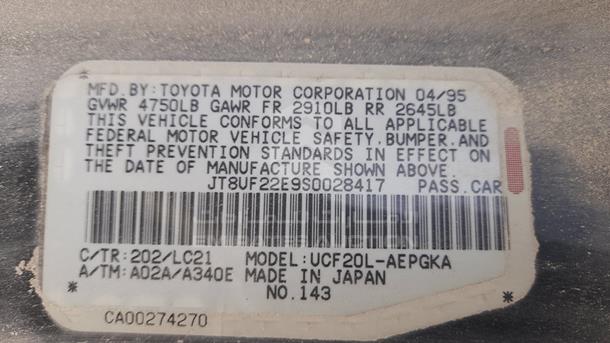 MFD.BY:TOYOTA MOTOR CORPORATION 04/95
GVWR 4750LB GAWR FR 2910LB RR 2645LB
THIS VEHICLE CONFORMS TO ALL APPLICABLE
FEDERAL MOTOR VEHICLE SAFETY,BUMPER,AND
THEFT PREVENTION STANDARDS IN EFFECT ON
THE DATE OF MANUFACTURE SHOWN ABOVE.
JT8UF22E9S0028417 PASS.CAR
C/TR:202/LC21 MODEL:UCF20L-AEPGKA
A/TM:A02A/A340E MADE IN JAPAN
* NO.143 *
CA00274270